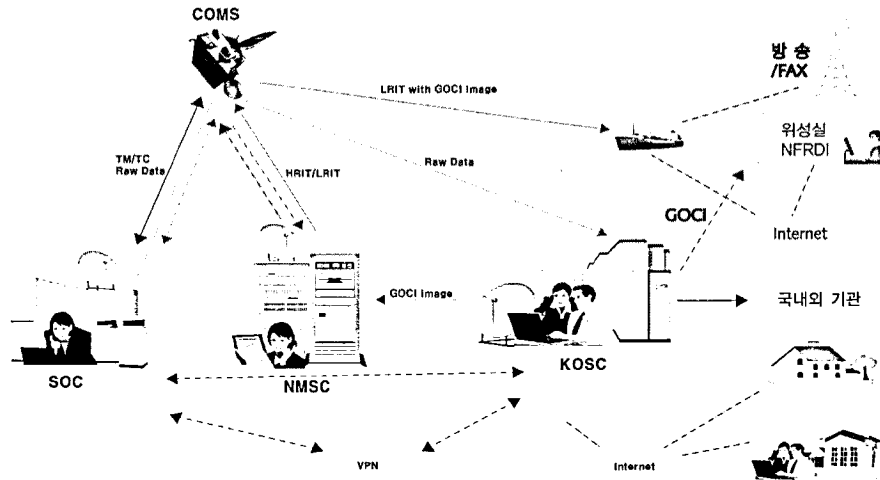 COMS
방 송
/FAX
LRIT with GOCI Image
위성실
NFRDI
TM/TC
Raw Data
HRIT/LRIT
Raw Data
GOCI
Internet
GOCI Image
국내외 기관
SOC
NMSC
KOSC
VPN
Internet